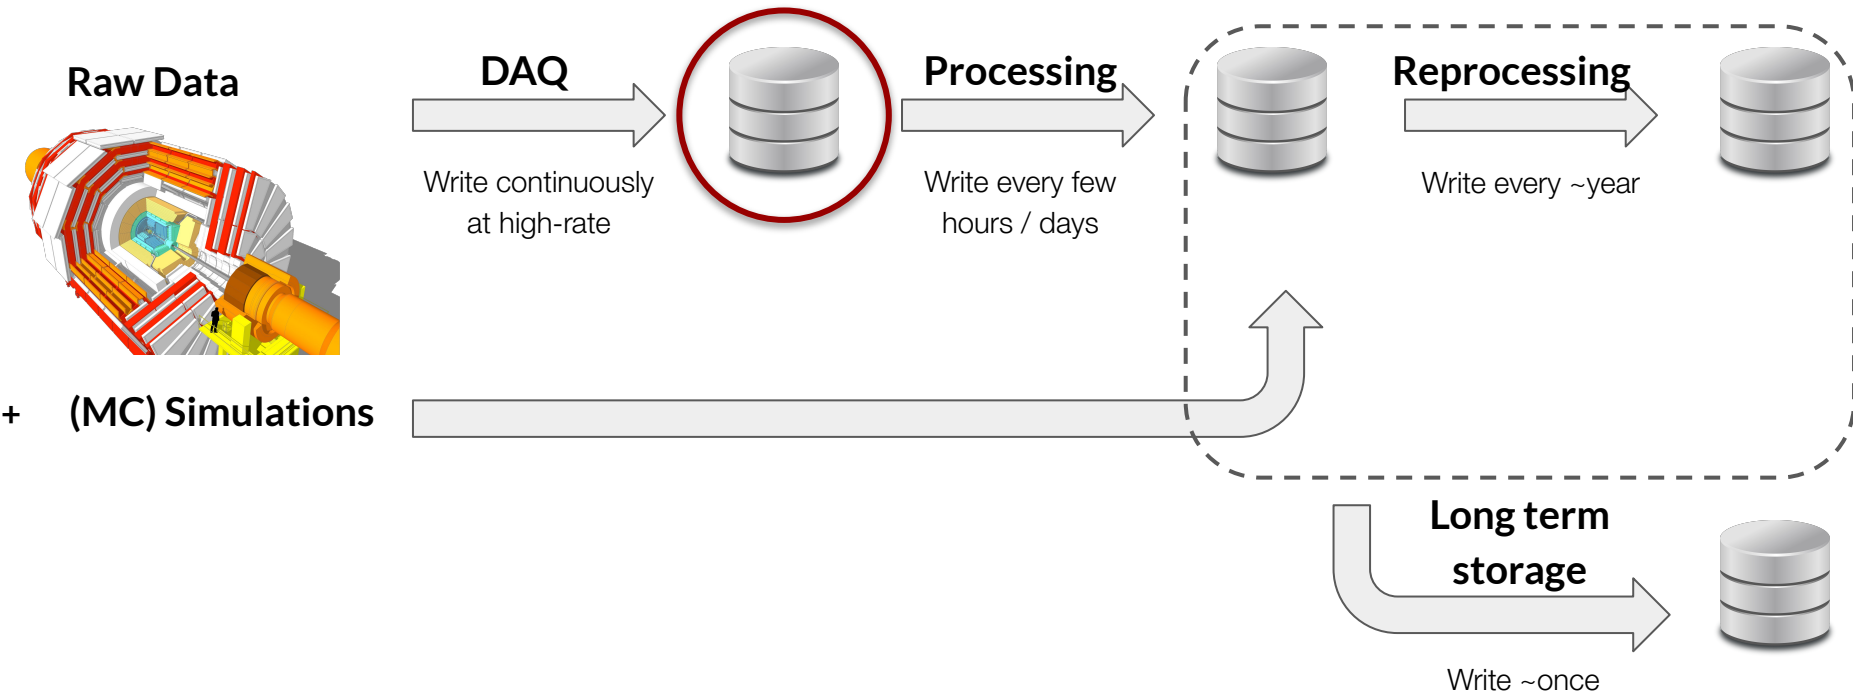 Raw Data
DAQ
Write continuously
at high-rate
Processing
Write every few
hours / days
Reprocessing
Write every ~year
+ (MC) Simulations
Long term
storage
Write ~once